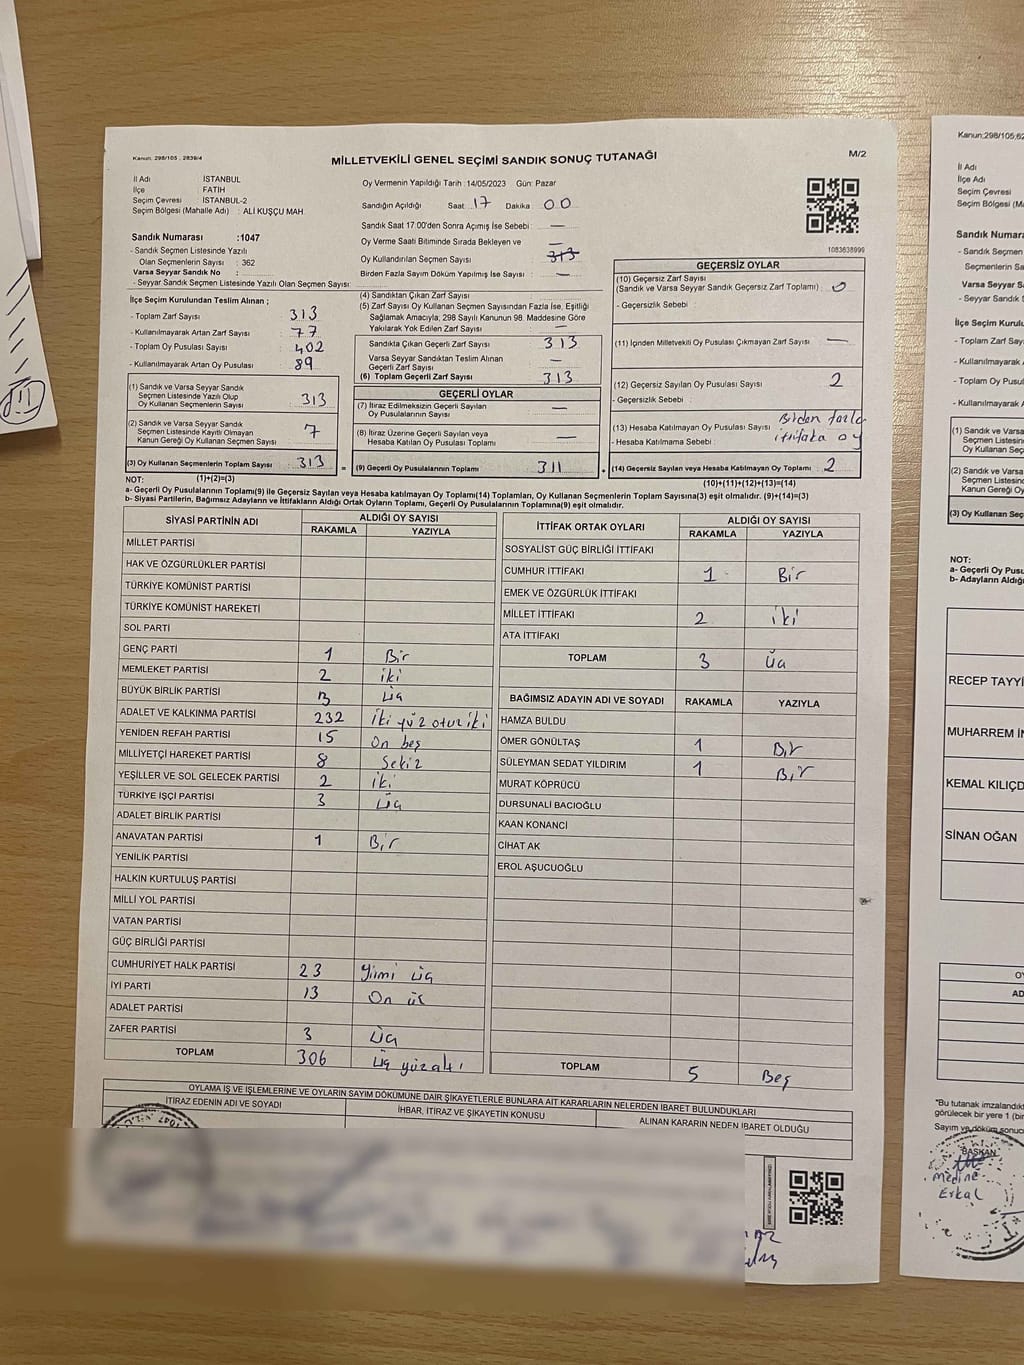 Kanun: 298/105 , 2839/4
MİLLETVEKİLİ GENEL SEÇİMİ SANDIK SONUÇ TUTANAĞI
M/2
İl Adı : İSTANBUL
İlçe : FATİH
Seçim Çevresi : İSTANBUL-2
Seçim Bölgesi (Mahalle Adı) : ALİ KUŞÇU MAH.
Sandık Numarası :1047
- Sandık Seçmen Listesinde Yazılı
Olan Seçmenlerin Sayısı : 362
Varsa Seyyar Sandık No :
- Seyyar Sandık Seçmen Listesinde Yazılı Olan Seçmen Sayısı :
İlçe Seçim Kurulundan Teslim Alınan ;
- Toplam Zarf Sayısı : 313
- Kullanılmayarak Artan Zarf Sayısı : 77
- Toplam Oy Pusulası Sayısı : 402
- Kullanılmayarak Artan Oy Pusulası : 89
(1) Sandık ve Varsa Seyyar Sandık
Seçmen Listesinde Yazılı Olup
Oy Kullanan Seçmenlerin Sayısı : 313
(2) Sandık ve Varsa Seyyar Sandık
Seçmen Listesinde Kayıtlı Olmayan
Kanun Gereği Oy Kullanan Seçmen Sayısı : 7
(3) Oy Kullanan Seçmenlerin Toplam Sayısı : 313
(1)+(2)=(3)
Oy Vermenin Yapıldığı Tarih :14/05/2023 Gün: Pazar
Sandığın Açıldığı Saat: 17 Dakika: 00
Sandık Saat 17:00'den Sonra Açımış İse Sebebi : —
Oy Verme Saati Bitiminde Sırada Bekleyen ve —
Oy Kullandırılan Seçmen Sayısı : 313
Birden Fazla Sayım Döküm Yapılmış İse Sayısı : —
(4) Sandıktan Çıkan Zarf Sayısı
(5) Zarf Sayısı Oy Kullanan Seçmen Sayısından Fazla İse, Eşitliği
Sağlamak Amacıyla, 298 Sayılı Kanunun 98. Maddesine Göre
Yakılarak Yok Edilen Zarf Sayısı : —
Sandıkta Çıkan Geçerli Zarf Sayısı : 313
Varsa Seyyar Sandıktan Teslim Alınan
Geçerli Zarf Sayısı : —
(6) Toplam Geçerli Zarf Sayısı : 313
GEÇERLİ OYLAR
(7) İtiraz Edilmeksizin Geçerli Sayılan
Oy Pusulalarının Sayısı : —
(8) İtiraz Üzerine Geçerli Sayılan veya
Hesaba Katılan Oy Pusulaları Toplamı : —
(9) Geçerli Oy Pusulalarının Toplamı : 311
1083638999
GEÇERSİZ OYLAR
(10) Geçersiz Zarf Sayısı
(Sandık ve Varsa Seyyar Sandık Geçersiz Zarf Toplamı) : 0
- Geçersizlik Sebebi :
(11) İçinden Milletvekili Oy Pusulası Çıkmayan Zarf Sayısı : —
(12) Geçersiz Sayılan Oy Pusulası Sayısı : 2
- Geçersizlik Sebebi :
(13) Hesaba Katılmayan Oy Pusulası Sayısı : Birden fazla
- Hesaba Katılmama Sebebi : ittifaka oy
(14) Geçersiz Sayılan veya Hesaba Katılmayan Oy Toplamı : 2
(10)+(11)+(12)+(13)=(14)
NOT:
a- Geçerli Oy Pusulalarının Toplamı(9) ile Geçersiz Sayılan veya Hesaba katılmayan Oy Toplamı(14) Toplamları, Oy Kullanan Seçmenlerin Toplam Sayısına(3) eşit olmalıdır. (9)+(14)=(3)
b- Siyasi Partilerin, Bağımsız Adayların ve İttifakların Aldığı Ortak Oyların Toplamı, Geçerli Oy Pusulalarının Toplamına(9) eşit olmalıdır.
SİYASİ PARTİNİN ADI ALDIĞI OY SAYISI
RAKAMLA YAZIYLA
MİLLET PARTİSİ
HAK VE ÖZGÜRLÜKLER PARTİSİ
TÜRKİYE KOMÜNİST PARTİSİ
TÜRKİYE KOMÜNİST HAREKETİ
SOL PARTİ
GENÇ PARTİ 1 Bir
MEMLEKET PARTİSİ 2 iki
BÜYÜK BİRLİK PARTİSİ 3 üç
ADALET VE KALKINMA PARTİSİ 232 iki yüz otuz iki
YENİDEN REFAH PARTİSİ 15 On beş
MİLLİYETÇİ HAREKET PARTİSİ 8 Sekiz
YEŞİLLER VE SOL GELECEK PARTİSİ 2 iki
TÜRKİYE İŞÇİ PARTİSİ 3 üç
ADALET BİRLİK PARTİSİ
ANAVATAN PARTİSİ 1 Bir
YENİLİK PARTİSİ
HALKIN KURTULUŞ PARTİSİ
MİLLİ YOL PARTİSİ
VATAN PARTİSİ
GÜÇ BİRLİĞİ PARTİSİ
CUMHURİYET HALK PARTİSİ 23 yirmi üç
İYİ PARTİ 13 On üç
ADALET PARTİSİ
ZAFER PARTİSİ 3 üç
TOPLAM 306 üç yüz altı
İTTİFAK ORTAK OYLARI ALDIĞI OY SAYISI
RAKAMLA YAZIYLA
SOSYALİST GÜÇ BİRLİĞİ İTTİFAKI
CUMHUR İTTİFAKI 1 Bir
EMEK VE ÖZGÜRLÜK İTTİFAKI
MİLLET İTTİFAKI 2 iki
ATA İTTİFAKI
TOPLAM 3 üç
BAĞIMSIZ ADAYIN ADI VE SOYADI RAKAMLA YAZIYLA
HAMZA BULDU
ÖMER GÖNÜLTAŞ 1 Bir
SÜLEYMAN SEDAT YILDIRIM 1 Bir
MURAT KÖPRÜCÜ
DURSUNALİ BACIOĞLU
KAAN KONANCİ
CİHAT AK
EROL AŞUCUOĞLU
TOPLAM 5 Beş
OYLAMA İŞ VE İŞLEMLERİNE VE OYLARIN SAYIM DÖKÜMÜNE DAİR ŞİKAYETLERLE BUNLARA AİT KARARLARIN NELERDEN İBARET BULUNDUKLARI
İTİRAZ EDENİN ADI VE SOYADI İHBAR, İTİRAZ VE ŞİKAYETİN KONUSU ALINAN KARARIN NEDEN İBARET OLDUĞU
1047
Kanun:298/105,62
İl Adı
İlçe Adı
Seçim Çevresi
Seçim Bölgesi (M
Sandık Numara
- Sandık Seçmen
Seçmenlerin Sa
Varsa Seyyar S
- Seyyar Sandık
İlçe Seçim Kurulu
- Toplam Zarf Say
- Kullanılmayarak
- Toplam Oy Pusu
- Kullanılmayarak
(1) Sandık ve Varsa
Seçmen Listesi
Oy Kullanan Seç
(2) Sandık ve Varsa
Seçmen Listesin
Kanun Gereği O
(3) Oy Kullanan Seç
NOT:
a- Geçerli Oy Pusu
b- Adayların Aldığı
RECEP TAYYİ
MUHARREM İN
KEMAL KILIÇD
SİNAN OĞAN
OY
AD
"Bu tutanak imzalandıkt
görülecek bir yere 1 (bir
Sayım ve döküm sonuc
BAŞKAN
Medine
Erkal